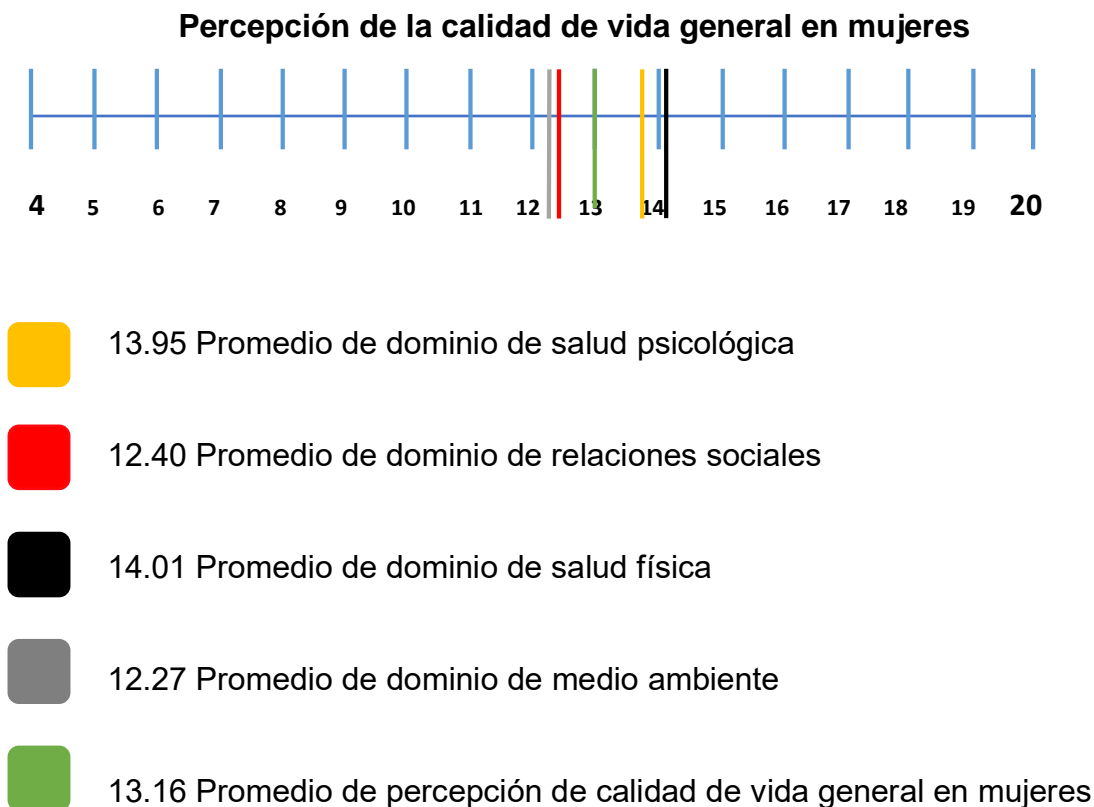 Percepción de la calidad de vida general en mujeres
4 5 6 7 8 9 10 11 12 13 14 15 16 17 18 19 20
13.95 Promedio de dominio de salud psicológica
12.40 Promedio de dominio de relaciones sociales
14.01 Promedio de dominio de salud física
12.27 Promedio de dominio de medio ambiente
13.16 Promedio de percepción de calidad de vida general en mujeres